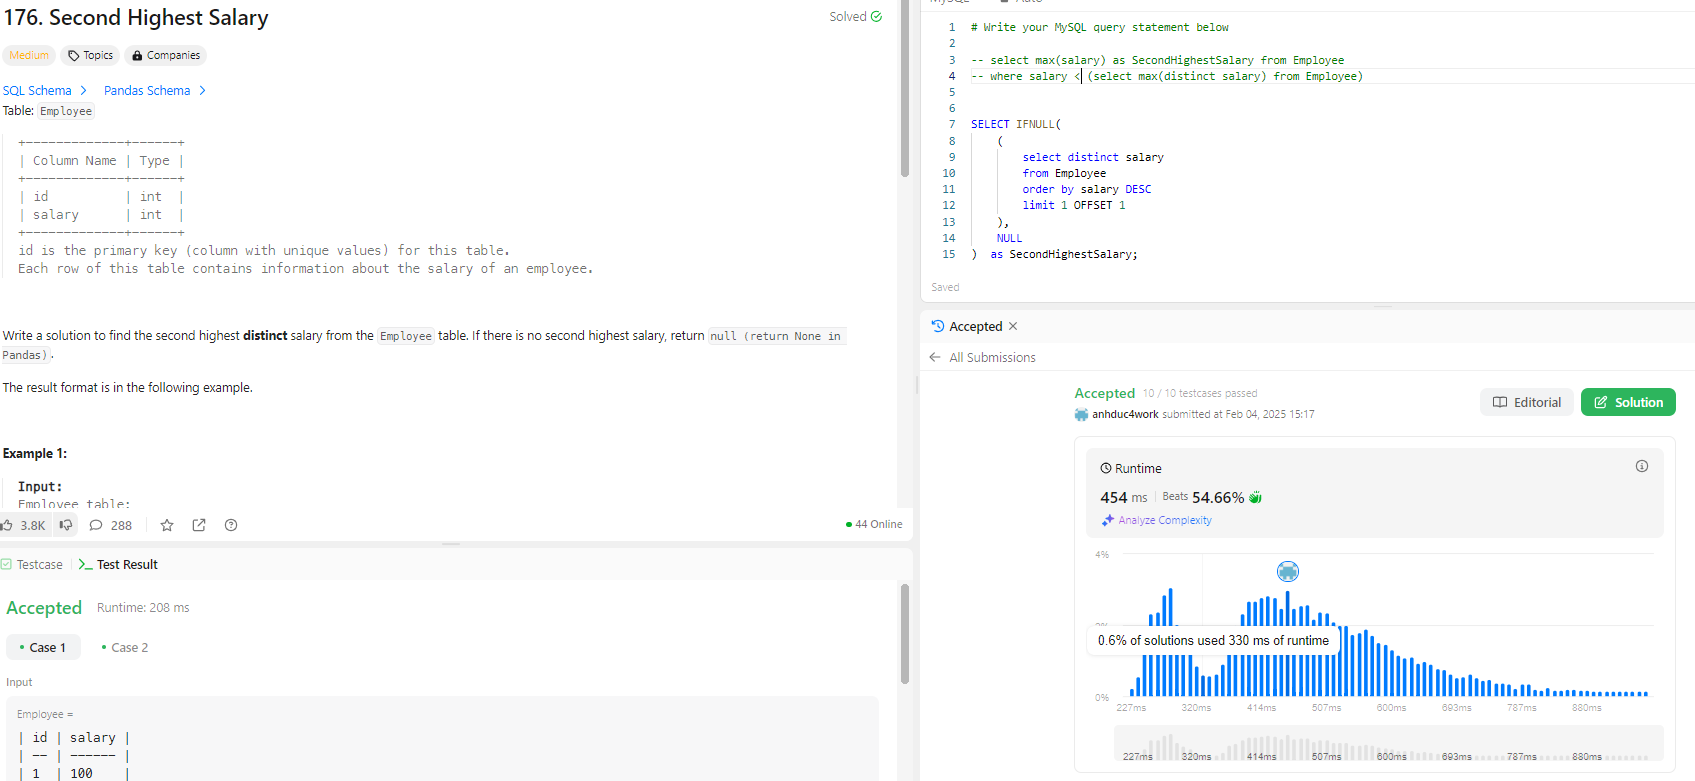 176. Second Highest Salary
Solved
Medium Topics Companies
SQL Schema > Pandas Schema >
Table: Employee
+-------------+------+
| Column Name | Type |
+-------------+------+
| id | int |
| salary | int |
+-------------+------+
id is the primary key (column with unique values) for this table.
Each row of this table contains information about the salary of an employee.
Write a solution to find the second highest distinct salary from the Employee table. If there is no second highest salary, return null (return None in
Pandas).
The result format is in the following example.
Example 1:
Input:
Employee table:
3.8K 288
44 Online
Testcase Test Result
Accepted Runtime: 208 ms
• Case 1 • Case 2
Input
Employee =
| id | salary |
| -- | ------ |
| 1 | 100 |
MySQL Auto
1 # Write your MySQL query statement below
2
3 -- select max(salary) as SecondHighestSalary from Employee
4 -- where salary < (select max(distinct salary) from Employee)
5
6
7 SELECT IFNULL(
8 (
9 select distinct salary
10 from Employee
11 order by salary DESC
12 limit 1 OFFSET 1
13 ),
14 NULL
15 ) as SecondHighestSalary;
Saved
Accepted ×
← All Submissions
Accepted 10 / 10 testcases passed
anhduc4work submitted at Feb 04, 2025 15:17
Editorial Solution
Runtime
454 ms Beats 54.66%
Analyze Complexity
4%
0.6% of solutions used 330 ms of runtime
0%
227ms 320ms 414ms 507ms 600ms 693ms 787ms 880ms
227ms 320ms 414ms 507ms 600ms 693ms 787ms 880ms